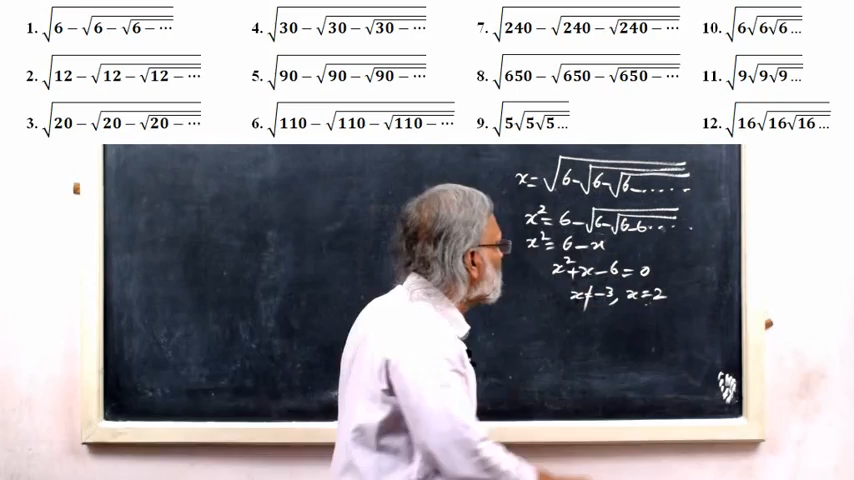 1. √(6 − √(6 − √(6 − ⋯
4. √(30 − √(30 − √(30 − ⋯
7. √(240 − √(240 − √(240 − ⋯
10. √(6√(6√(6 ...
2. √(12 − √(12 − √(12 − ⋯
5. √(90 − √(90 − √(90 − ⋯
8. √(650 − √(650 − √(650 − ⋯
11. √(9√(9√(9 ...
3. √(20 − √(20 − √(20 − ⋯
6. √(110 − √(110 − √(110 − ⋯
9. √(5√(5√(5 ...
12. √(16√(16√(16 ...
x = √(6 − √(6 − √(6 − .....
x² = 6 − √(6 − √(6 − 6 ....
x² = 6 − x
x² + x − 6 = 0
x ≠ −3, x = 2